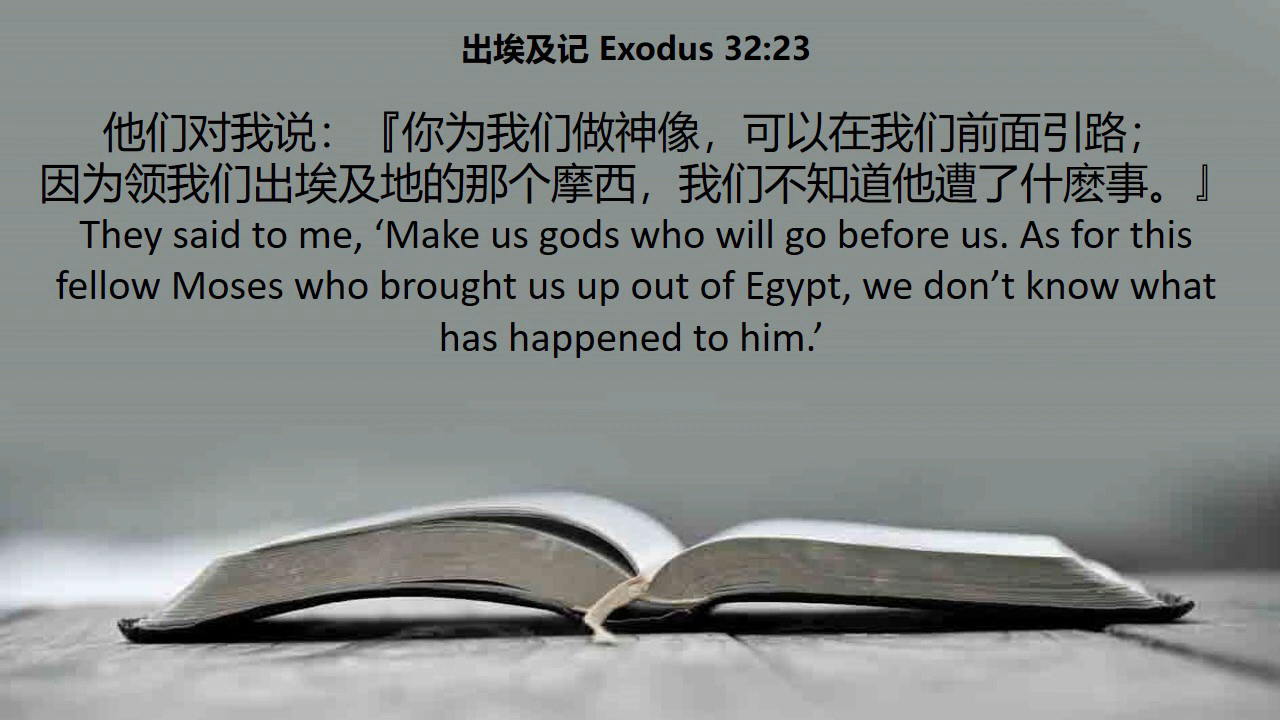 出埃及记 Exodus 32:23
他们对我说：『你为我们做神像，可以在我们前面引路；
因为领我们出埃及地的那个摩西，我们不知道他遭了什麽事。』
They said to me, ‘Make us gods who will go before us. As for this
fellow Moses who brought us up out of Egypt, we don’t know what
has happened to him.’